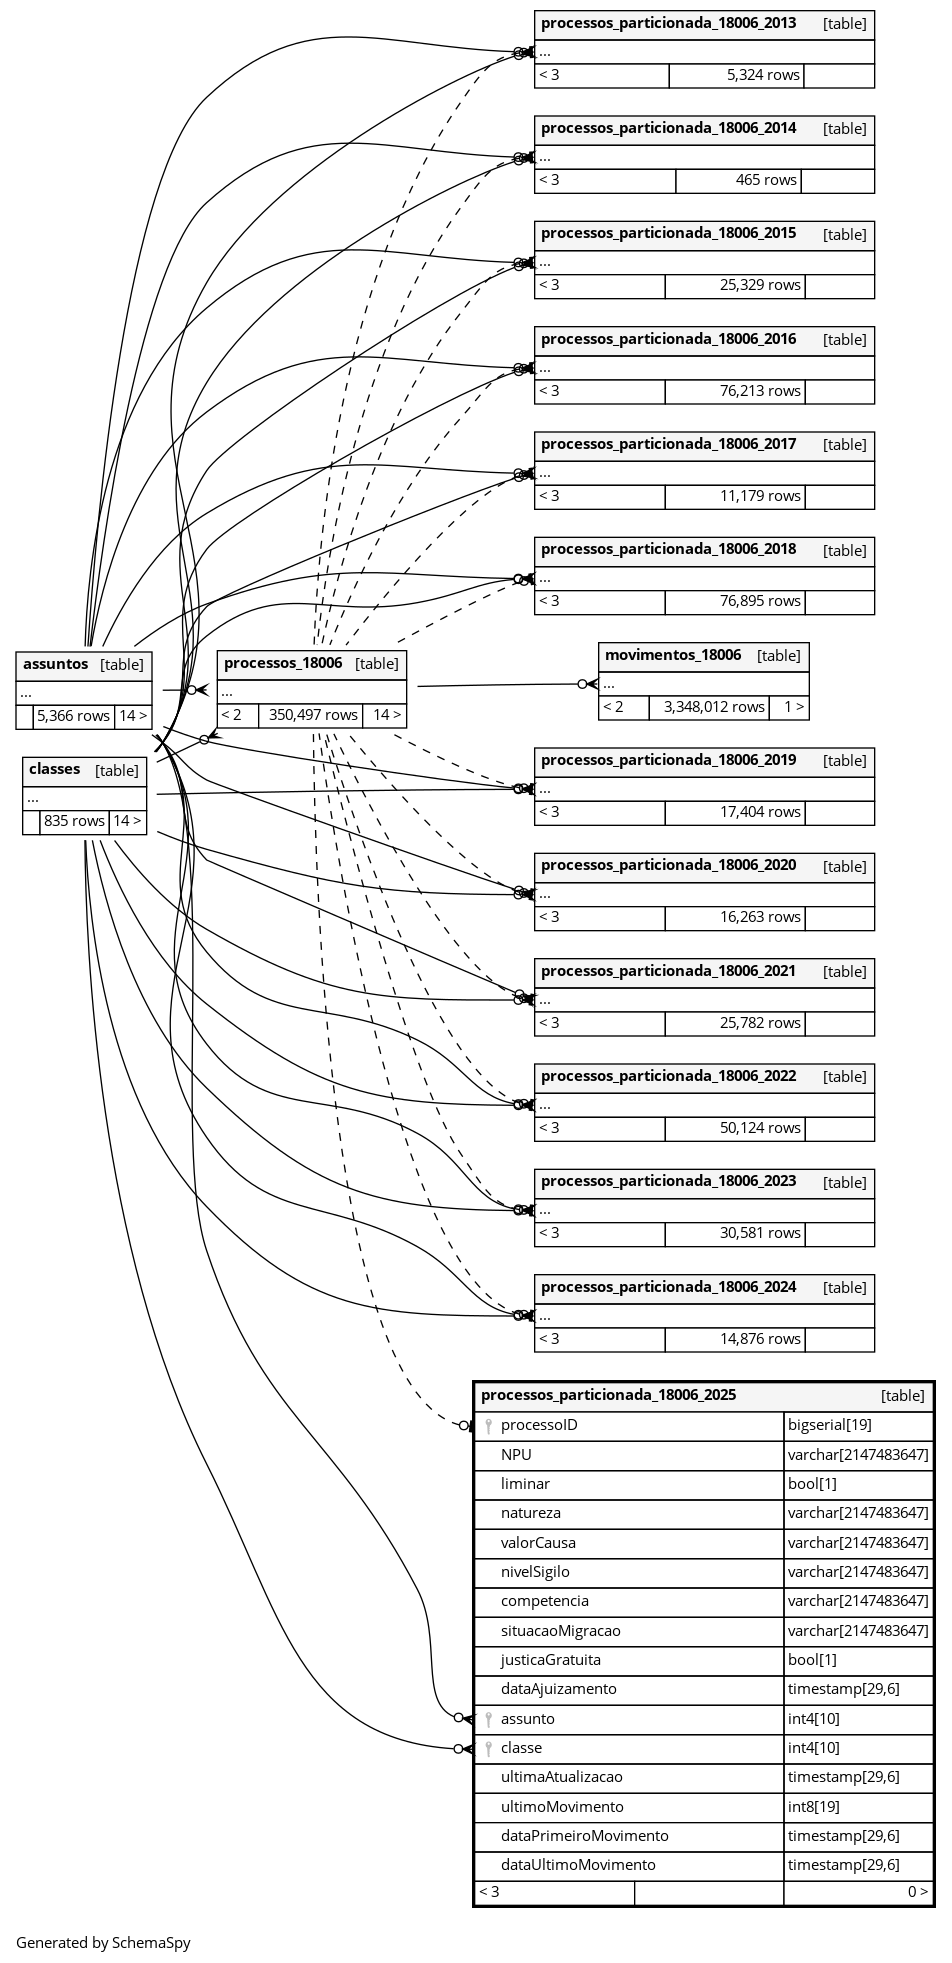 processos_particionada_18006_2013 [table]
...
< 3 5,324 rows
processos_particionada_18006_2014 [table]
...
< 3 465 rows
processos_particionada_18006_2015 [table]
...
< 3 25,329 rows
processos_particionada_18006_2016 [table]
...
< 3 76,213 rows
processos_particionada_18006_2017 [table]
...
< 3 11,179 rows
processos_particionada_18006_2018 [table]
...
< 3 76,895 rows
assuntos [table]
...
5,366 rows 14 >
processos_18006 [table]
...
< 2 350,497 rows 14 >
movimentos_18006 [table]
...
< 2 3,348,012 rows 1 >
classes [table]
...
835 rows 14 >
processos_particionada_18006_2019 [table]
...
< 3 17,404 rows
processos_particionada_18006_2020 [table]
...
< 3 16,263 rows
processos_particionada_18006_2021 [table]
...
< 3 25,782 rows
processos_particionada_18006_2022 [table]
...
< 3 50,124 rows
processos_particionada_18006_2023 [table]
...
< 3 30,581 rows
processos_particionada_18006_2024 [table]
...
< 3 14,876 rows
processos_particionada_18006_2025 [table]
processoID bigserial[19]
NPU varchar[2147483647]
liminar bool[1]
natureza varchar[2147483647]
valorCausa varchar[2147483647]
nivelSigilo varchar[2147483647]
competencia varchar[2147483647]
situacaoMigracao varchar[2147483647]
justicaGratuita bool[1]
dataAjuizamento timestamp[29,6]
assunto int4[10]
classe int4[10]
ultimaAtualizacao timestamp[29,6]
ultimoMovimento int8[19]
dataPrimeiroMovimento timestamp[29,6]
dataUltimoMovimento timestamp[29,6]
< 3 0 >
Generated by SchemaSpy